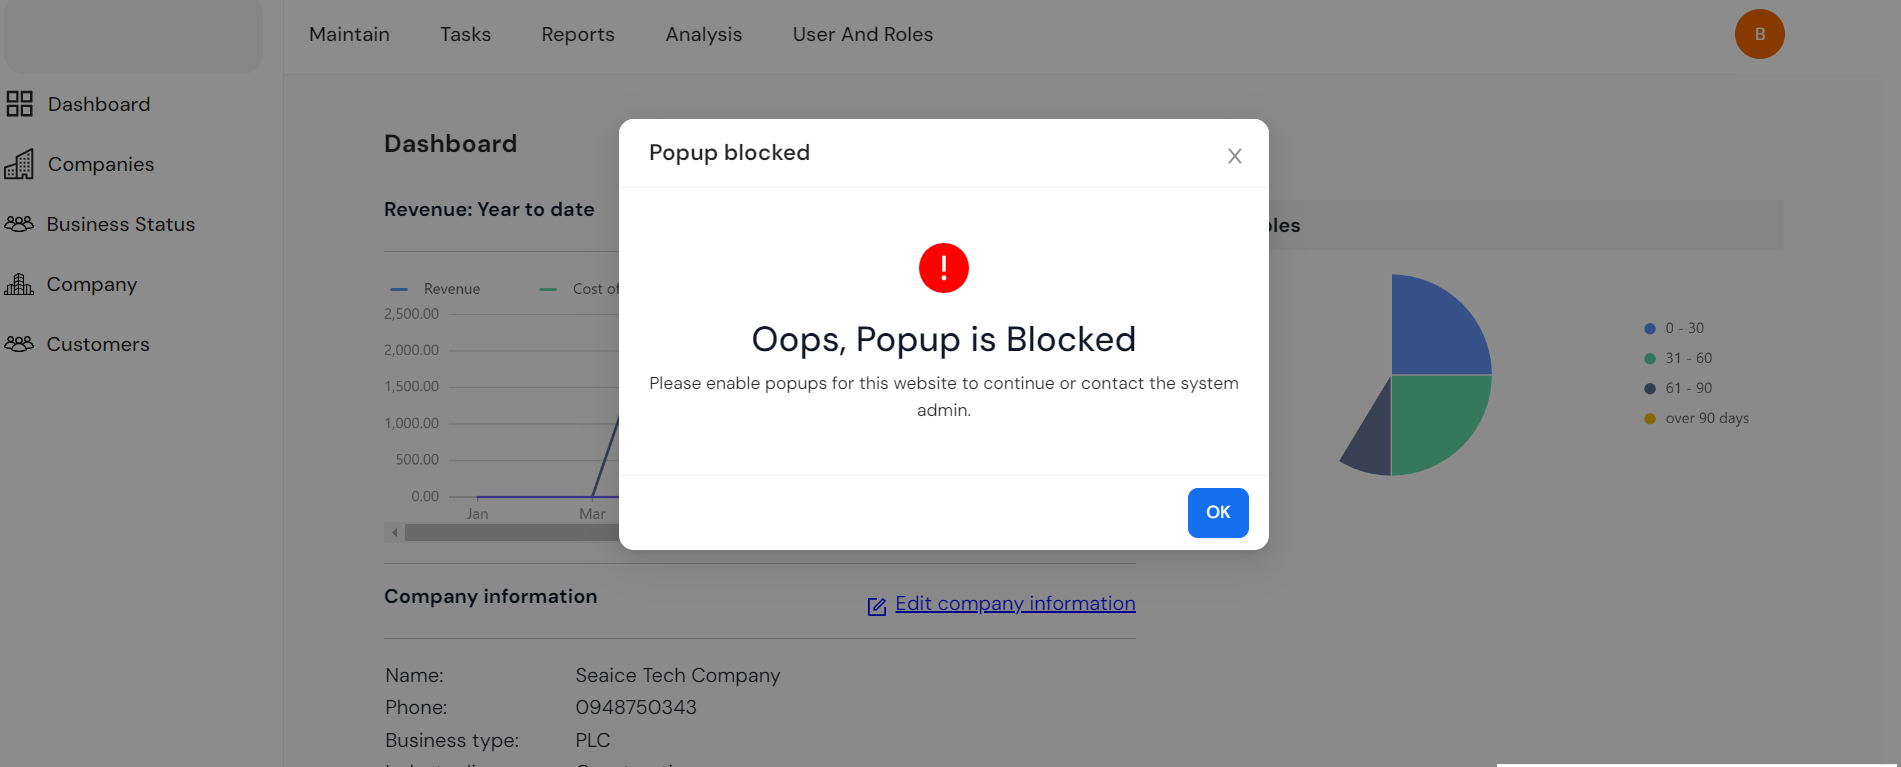 Maintain Tasks Reports Analysis User And Roles B
Dashboard
Companies
Business Status
Company
Customers
Dashboard
Revenue: Year to date
Revenue Cost of
2,500.00
2,000.00
1,500.00
1,000.00
500.00
0.00
Jan Mar
Popup blocked X
!
Oops, Popup is Blocked
Please enable popups for this website to continue or contact the system
admin.
OK
0 - 30
31 - 60
61 - 90
over 90 days
Company information
Edit company information
Name: Seaice Tech Company
Phone: 0948750343
Business type: PLC